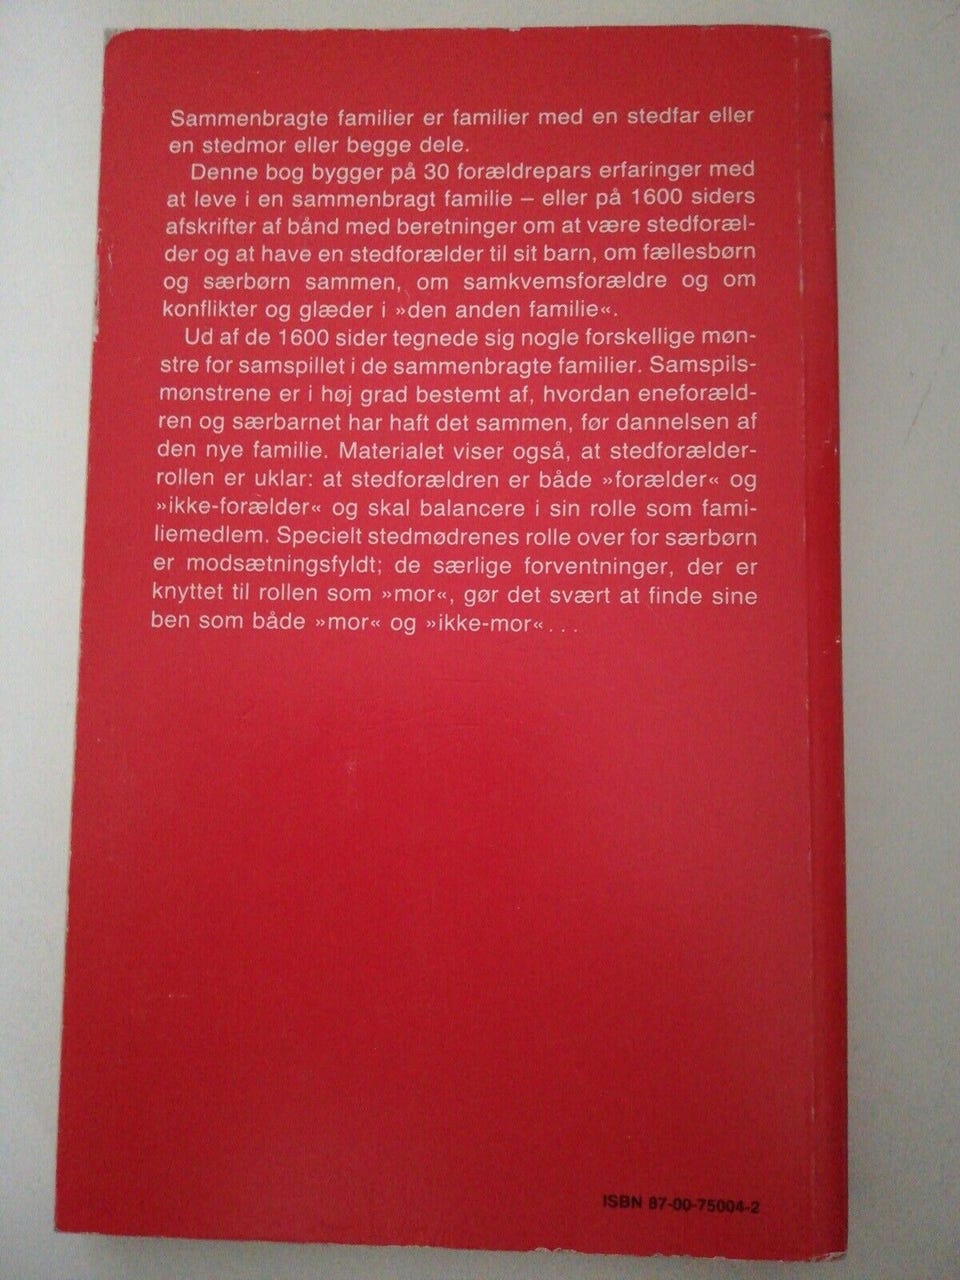 Sammenbragte familier er familier med en stedfar eller
en stedmor eller begge dele.
Denne bog bygger på 30 forældrepars erfaringer med
at leve i en sammenbragt familie – eller på 1600 siders
afskrifter af bånd med beretninger om at være stedforæl-
der og at have en stedforælder til sit barn, om fællesbørn
og særbørn sammen, om samkvemsforældre og om
konflikter og glæder i »den anden familie«.
Ud af de 1600 sider tegnede sig nogle forskellige møn-
stre for samspillet i de sammenbragte familier. Samspils-
mønstrene er i høj grad bestemt af, hvordan eneforæld-
ren og særbarnet har haft det sammen, før dannelsen af
den nye familie. Materialet viser også, at stedforælder-
rollen er uklar: at stedforældren er både »forælder« og
»ikke-forælder« og skal balancere i sin rolle som fami-
liemedlem. Specielt stedmødrenes rolle over for særbørn
er modsætningsfyldt; de særlige forventninger, der er
knyttet til rollen som »mor«, gør det svært at finde sine
ben som både »mor« og »ikke-mor« . . .
ISBN 87-00-75004-2